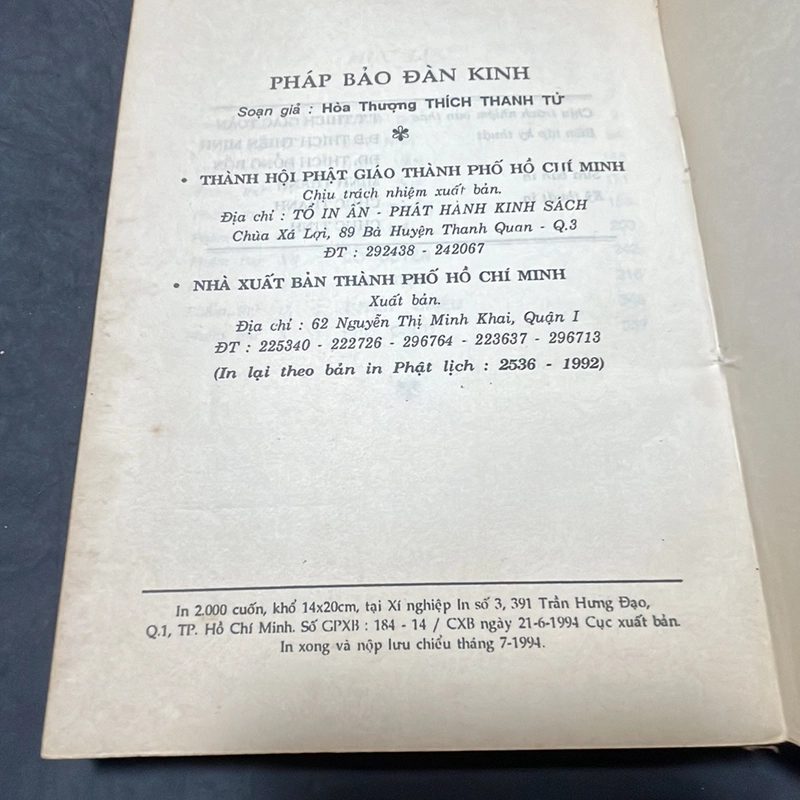 PHÁP BẢO ĐÀN KINH
Soạn giả : Hòa Thượng THÍCH THANH TỪ
• THÀNH HỘI PHẬT GIÁO THÀNH PHỐ HỒ CHÍ MINH
Chịu trách nhiệm xuất bản.
Địa chỉ : TỔ IN ẤN - PHÁT HÀNH KINH SÁCH
Chùa Xá Lợi, 89 Bà Huyện Thanh Quan - Q.3
ĐT : 292438 - 242067
• NHÀ XUẤT BẢN THÀNH PHỐ HỒ CHÍ MINH
Xuất bản.
Địa chỉ : 62 Nguyễn Thị Minh Khai, Quận I
ĐT : 225340 - 222726 - 296764 - 223637 - 296713
(In lại theo bản in Phật lịch : 2536 - 1992)
In 2.000 cuốn, khổ 14x20cm, tại Xí nghiệp In số 3, 391 Trần Hưng Đạo,
Q.1, TP. Hồ Chí Minh. Số GPXB : 184 - 14 / CXB ngày 21-6-1994 Cục xuất bản.
In xong và nộp lưu chiểu tháng 7-1994.